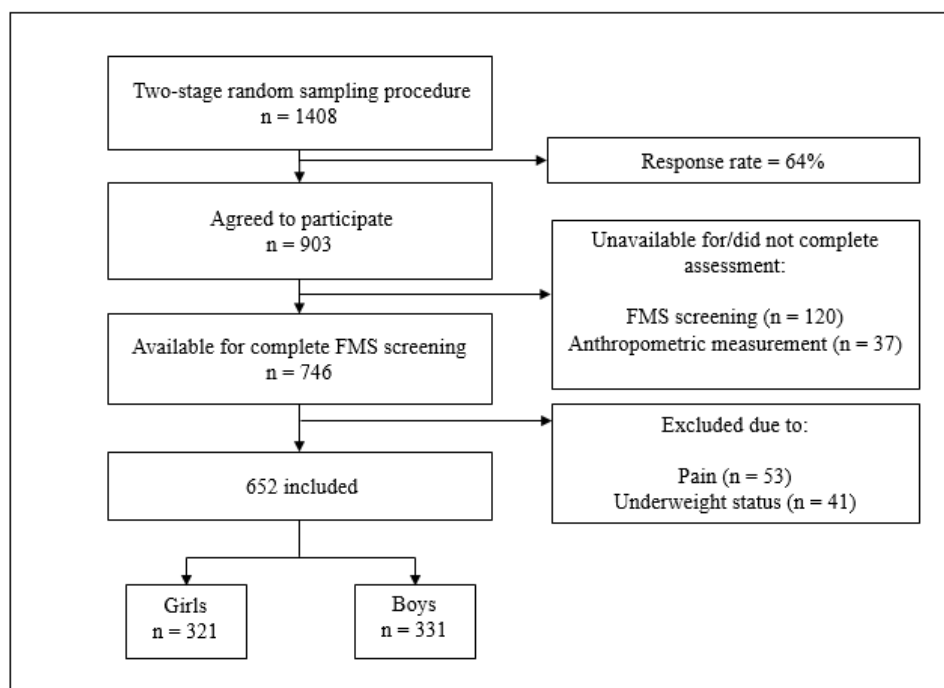 Two-stage random sampling procedure
n = 1408
Response rate = 64%
Agreed to participate
n = 903
Unavailable for/did not complete
assessment:
FMS screening (n = 120)
Anthropometric measurement (n = 37)
Available for complete FMS screening
n = 746
Excluded due to:
Pain (n = 53)
Underweight status (n = 41)
652 included
Girls
n = 321
Boys
n = 331